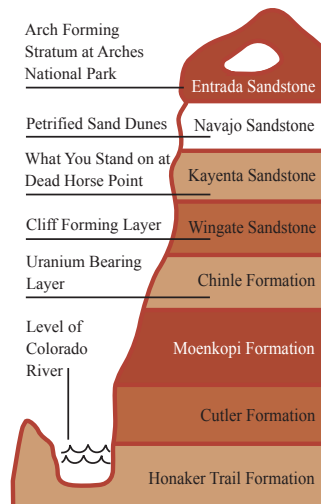 Arch Forming
Stratum at Arches
National Park
Entrada Sandstone
Petrified Sand Dunes
Navajo Sandstone
What You Stand on at
Dead Horse Point
Kayenta Sandstone
Cliff Forming Layer
Wingate Sandstone
Uranium Bearing
Layer
Chinle Formation
Level of
Colorado
River
Moenkopi Formation
Cutler Formation
Honaker Trail Formation